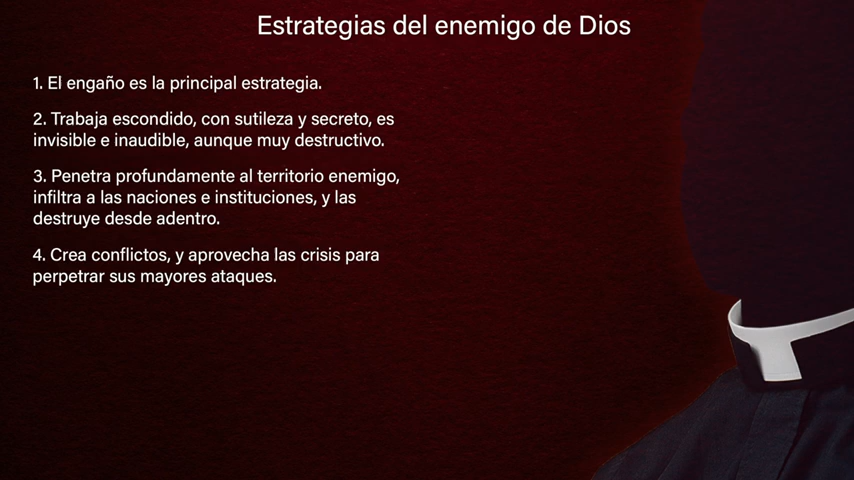 Estrategias del enemigo de Dios
1. El engaño es la principal estrategia.
2. Trabaja escondido, con sutileza y secreto, es
invisible e inaudible, aunque muy destructivo.
3. Penetra profundamente al territorio enemigo,
infiltra a las naciones e instituciones, y las
destruye desde adentro.
4. Crea conflictos, y aprovecha las crisis para
perpetrar sus mayores ataques.